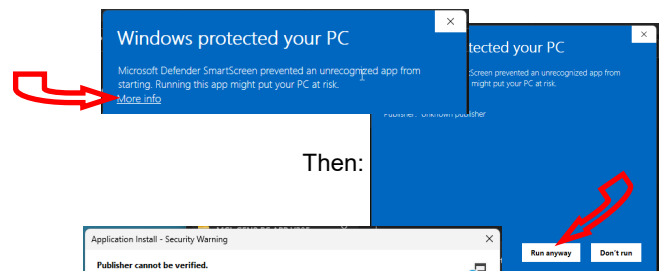 Windows protected your PC
Microsoft Defender SmartScreen prevented an unrecognized app from
starting. Running this app might put your PC at risk.
More info
tected your PC
Screen prevented an unrecognized app from
might put your PC at risk.
Publisher: Unknown publisher
Then:
Run anyway
Don't run
Application Install - Security Warning
Publisher cannot be verified.